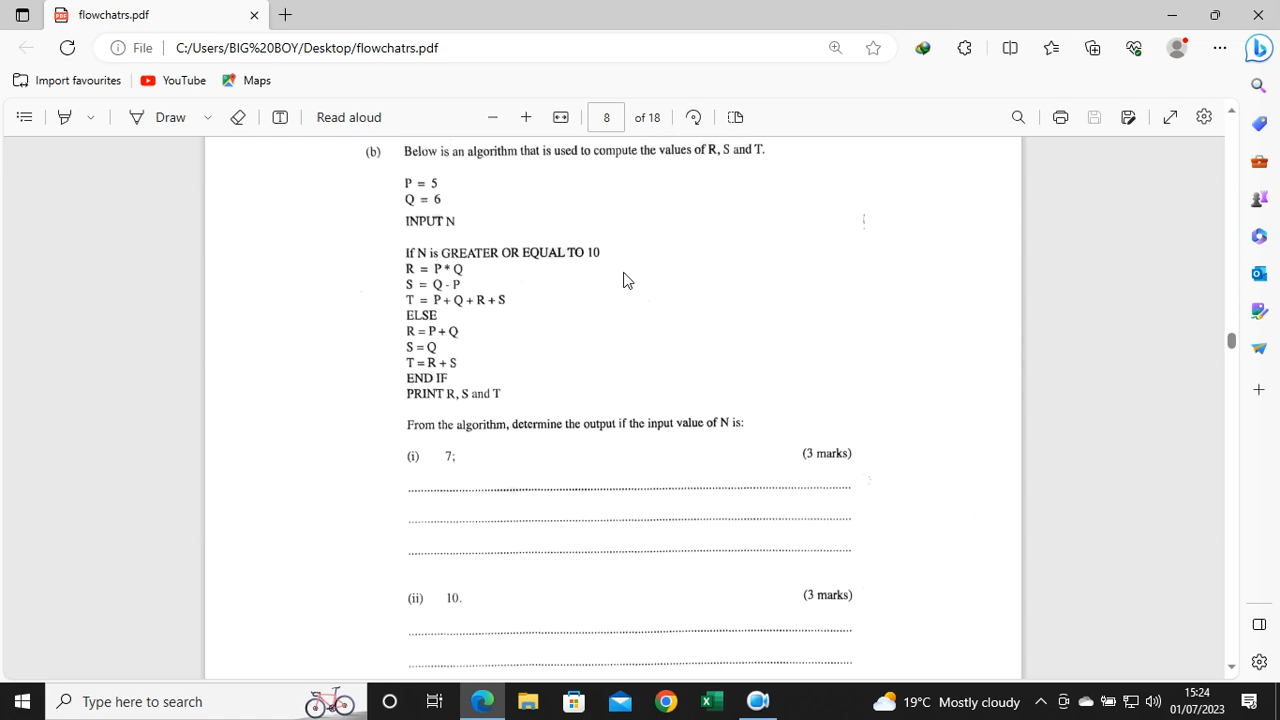 flowchatrs.pdf
File C:/Users/BIG%20BOY/Desktop/flowchatrs.pdf
Import favourites YouTube Maps
Draw Read aloud 8 of 18
(b) Below is an algorithm that is used to compute the values of R, S and T.
P = 5
Q = 6
INPUT N
If N is GREATER OR EQUAL TO 10
R = P * Q
S = Q - P
T = P + Q + R + S
ELSE
R = P + Q
S = Q
T = R + S
END IF
PRINT R, S and T
From the algorithm, determine the output if the input value of N is:
(i) 7; (3 marks)
(ii) 10. (3 marks)
Type here to search 19°C Mostly cloudy 15:24
01/07/2023